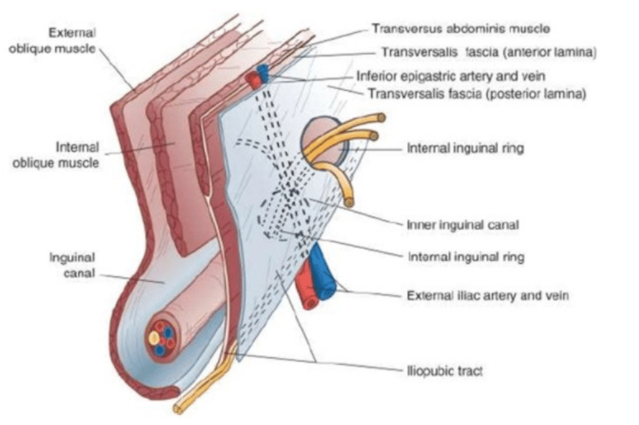 External
oblique muscle
Internal
oblique muscle
Inguinal
canal
Transversus abdominis muscle
Transversalis fascia (anterior lamina)
Inferior epigastric artery and vein
Transversalis fascia (posterior lamina)
Internal inguinal ring
Inner inguinal canal
Internal inguinal ring
External iliac artery and vein
Iliopubic tract